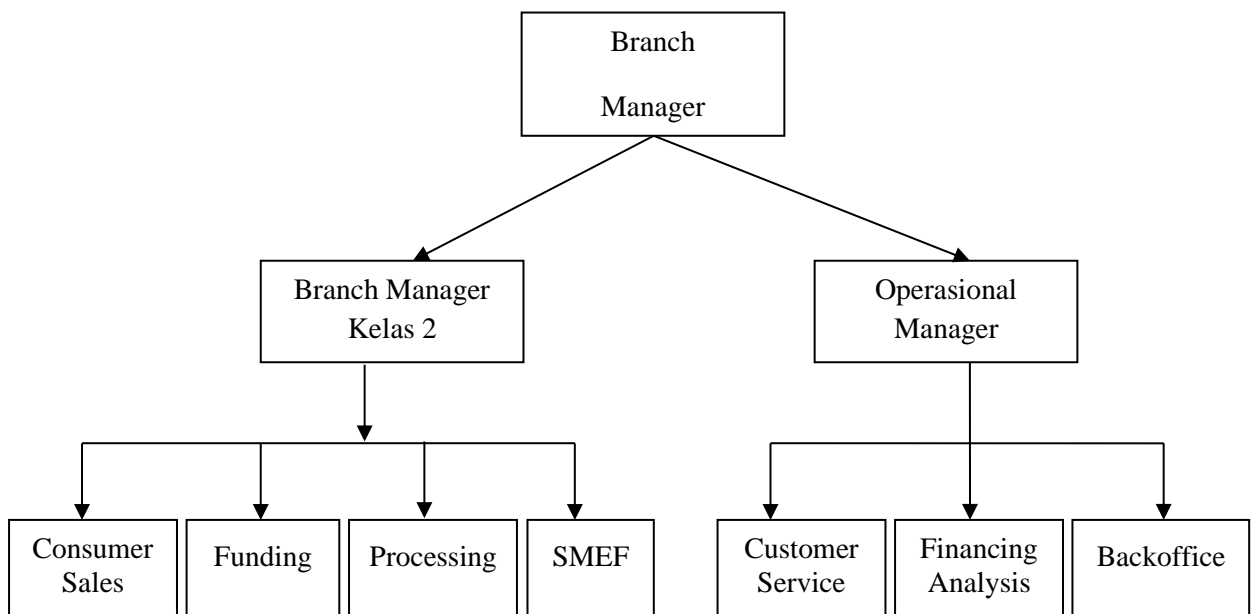 Branch
Manager
Branch Manager
Kelas 2
Operasional
Manager
Consumer
Sales
Funding
Processing
SMEF
Customer
Service
Financing
Analysis
Backoffice